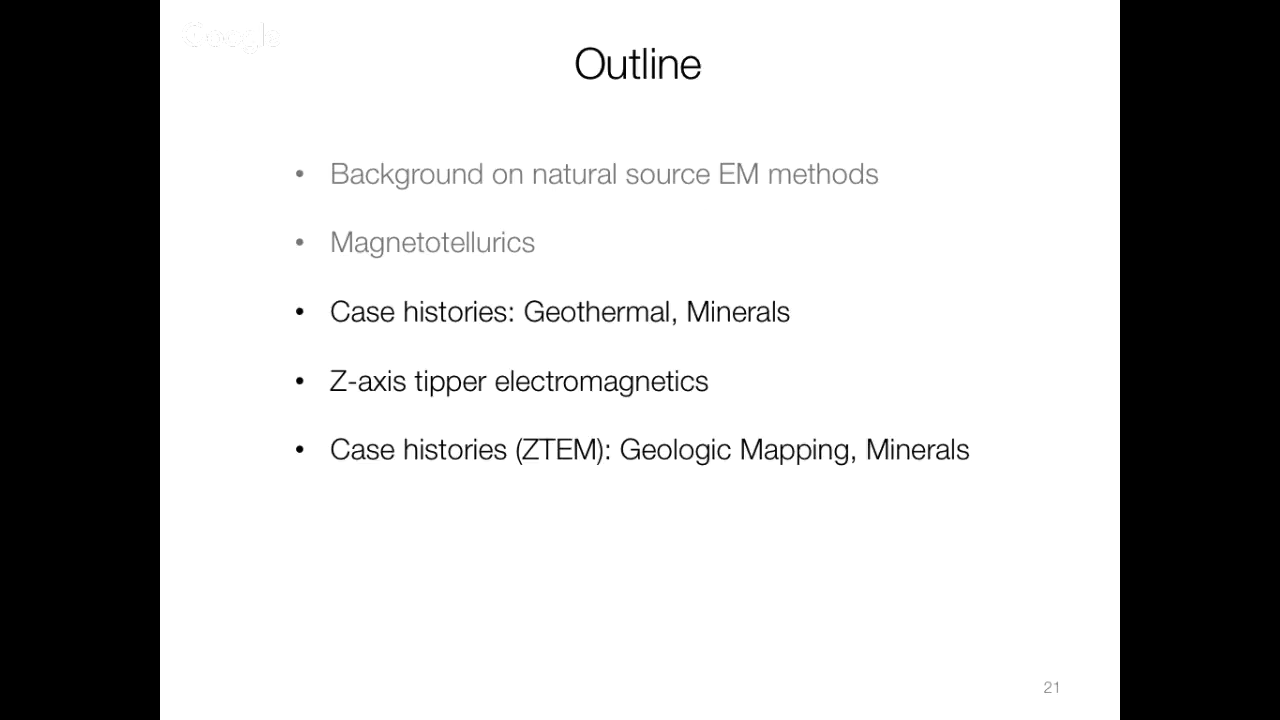 Google
Outline
• Background on natural source EM methods
• Magnetotellurics
• Case histories: Geothermal, Minerals
• Z-axis tipper electromagnetics
• Case histories (ZTEM): Geologic Mapping, Minerals
21